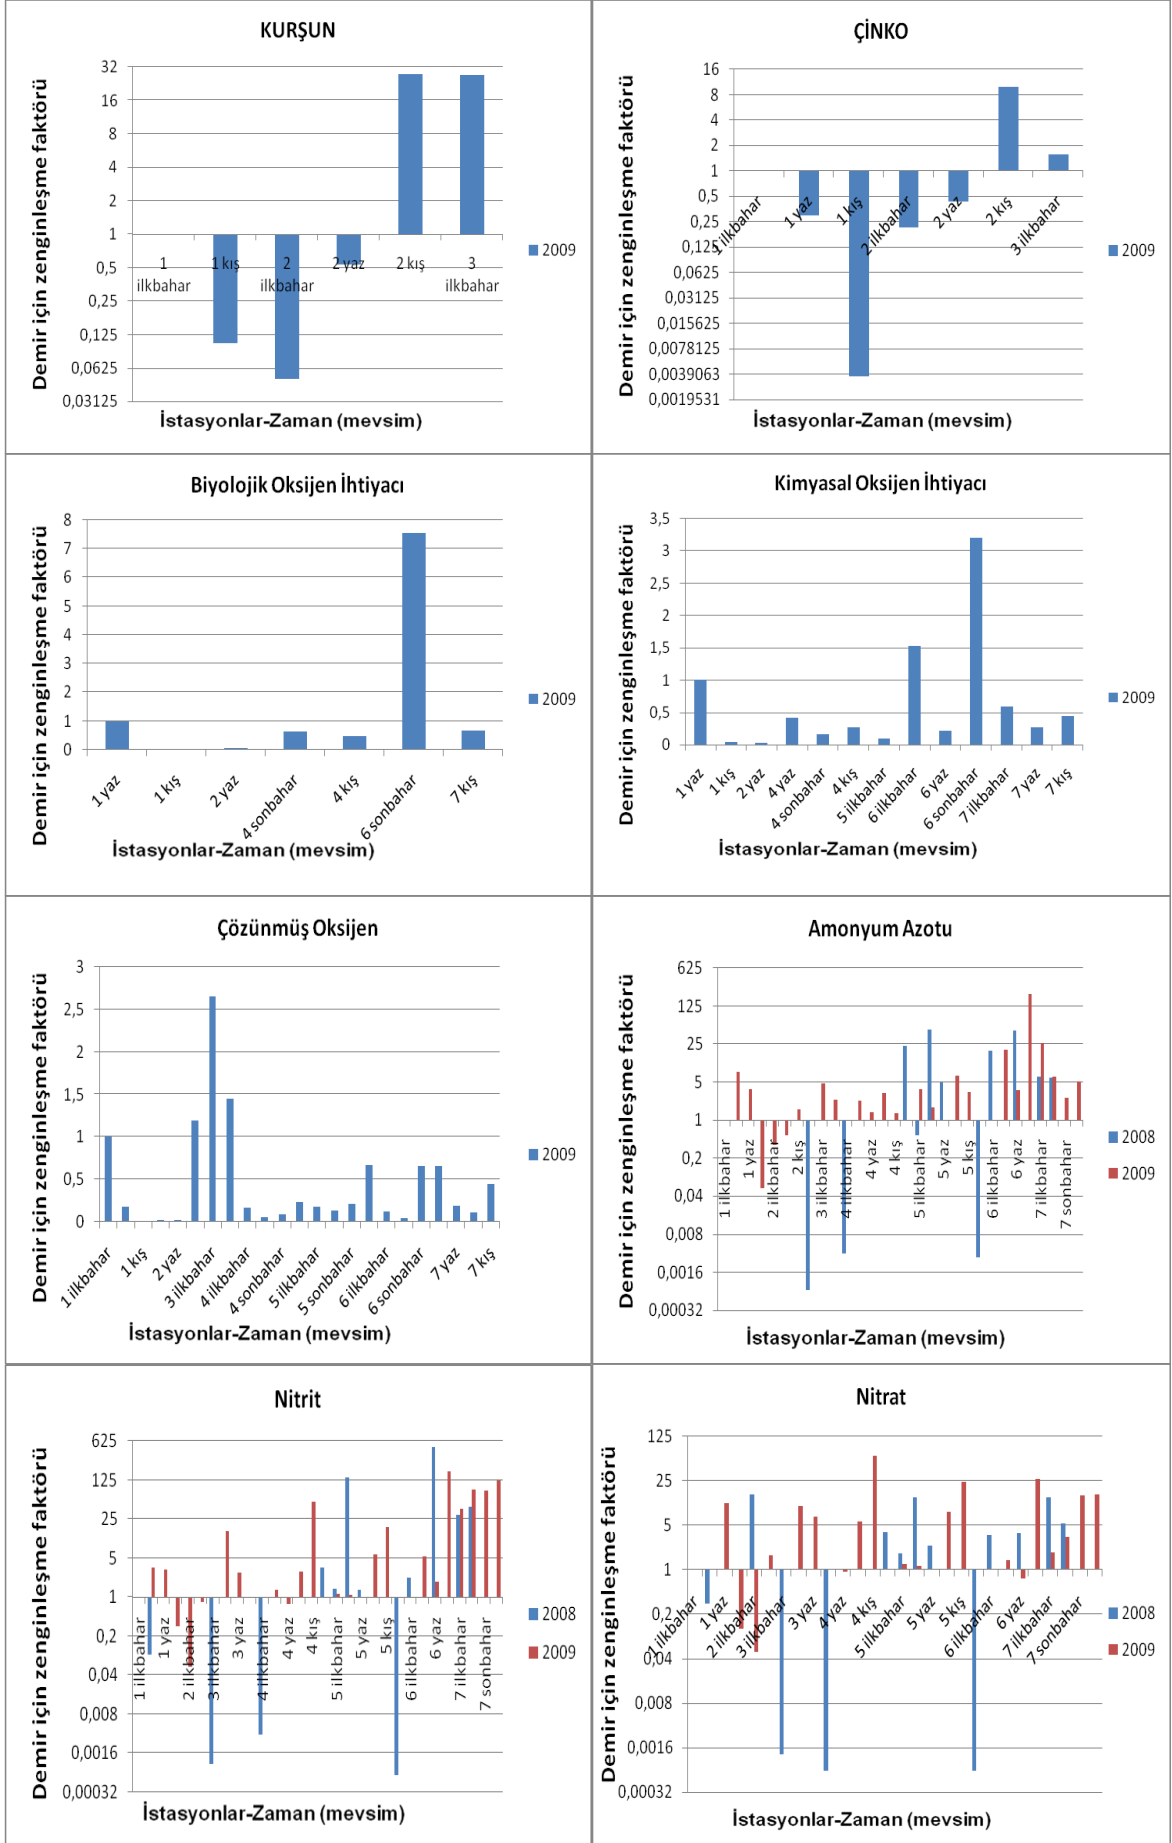 KURŞUN
Demir için zenginleşme faktörü
32
16
8
4
2
1
0,5
0,25
0,125
0,0625
0,03125
1 ilkbahar
1 kış
2 ilkbahar
2 yaz
2 kış
3 ilkbahar
2009
İstasyonlar-Zaman (mevsim)
ÇİNKO
Demir için zenginleşme faktörü
16
8
4
2
1
0,5
0,25
0,125
0,0625
0,03125
0,015625
0,0078125
0,0039063
0,0019531
1 ilkbahar
1 yaz
1 kış
2 ilkbahar
2 yaz
2 kış
3 ilkbahar
2009
İstasyonlar-Zaman (mevsim)
Biyolojik Oksijen İhtiyacı
Demir için zenginleşme faktörü
8
7
6
5
4
3
2
1
0
1 yaz
1 kış
2 yaz
4 sonbahar
4 kış
6 sonbahar
7 kış
2009
İstasyonlar-Zaman (mevsim)
Kimyasal Oksijen İhtiyacı
Demir için zenginleşme faktörü
3,5
3
2,5
2
1,5
1
0,5
0
1 yaz
1 kış
2 yaz
4 yaz
4 sonbahar
4 kış
5 ilkbahar
6 ilkbahar
6 yaz
6 sonbahar
7 ilkbahar
7 yaz
7 kış
2009
İstasyonlar-Zaman (mevsim)
Çözünmüş Oksijen
Demir için zenginleşme faktörü
3
2,5
2
1,5
1
0,5
0
1 ilkbahar
1 kış
2 yaz
3 ilkbahar
4 ilkbahar
4 sonbahar
5 ilkbahar
5 sonbahar
6 ilkbahar
6 sonbahar
7 yaz
7 kış
2009
İstasyonlar-Zaman (mevsim)
Amonyum Azotu
Demir için zenginleşme faktörü
625
125
25
5
1
0,2
0,04
0,008
0,0016
0,00032
1 ilkbahar
1 yaz
2 ilkbahar
2 kış
3 ilkbahar
4 ilkbahar
4 yaz
4 kış
5 ilkbahar
5 yaz
5 kış
6 ilkbahar
6 yaz
7 ilkbahar
7 sonbahar
2008
2009
İstasyonlar-Zaman (mevsim)
Nitrit
Demir için zenginleşme faktörü
625
125
25
5
1
0,2
0,04
0,008
0,0016
0,00032
1 ilkbahar
1 yaz
2 ilkbahar
3 ilkbahar
3 yaz
4 ilkbahar
4 yaz
4 kış
5 ilkbahar
5 yaz
5 kış
6 ilkbahar
6 yaz
7 ilkbahar
7 sonbahar
2008
2009
İstasyonlar-Zaman (mevsim)
Nitrat
Demir için zenginleşme faktörü
125
25
5
1
0,2
0,04
0,008
0,0016
0,00032
1 ilkbahar
1 yaz
2 ilkbahar
3 ilkbahar
3 yaz
4 yaz
4 kış
5 ilkbahar
5 yaz
5 kış
6 ilkbahar
6 yaz
7 ilkbahar
7 sonbahar
2008
2009
İstasyonlar-Zaman (mevsim)